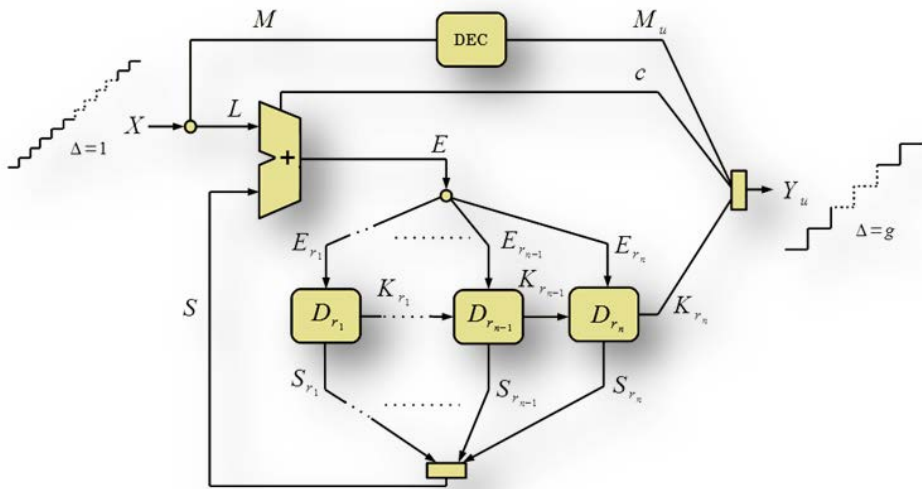 M
DEC
M_u
c
X
L
+
Δ=1
E
Y_u
Δ=g
E_{r_1}
E_{r_{n-1}}
E_{r_n}
S
D_{r_1}
K_{r_1}
D_{r_{n-1}}
K_{r_{n-1}}
D_{r_n}
K_{r_n}
S_{r_1}
S_{r_{n-1}}
S_{r_n}